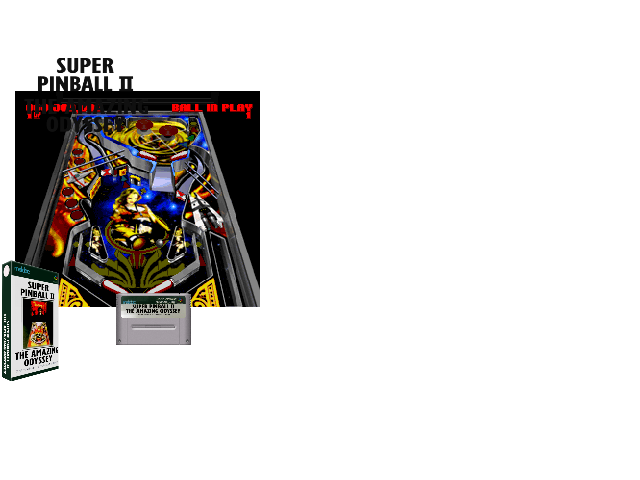 SUPER
PINBALL II
THE AMAZING
ODYSSEY
BALL IN PLAY
1
SUPER
PINBALL II
THE AMAZING
ODYSSEY
SUPER PINBALL II
THE AMAZING ODYSSEY